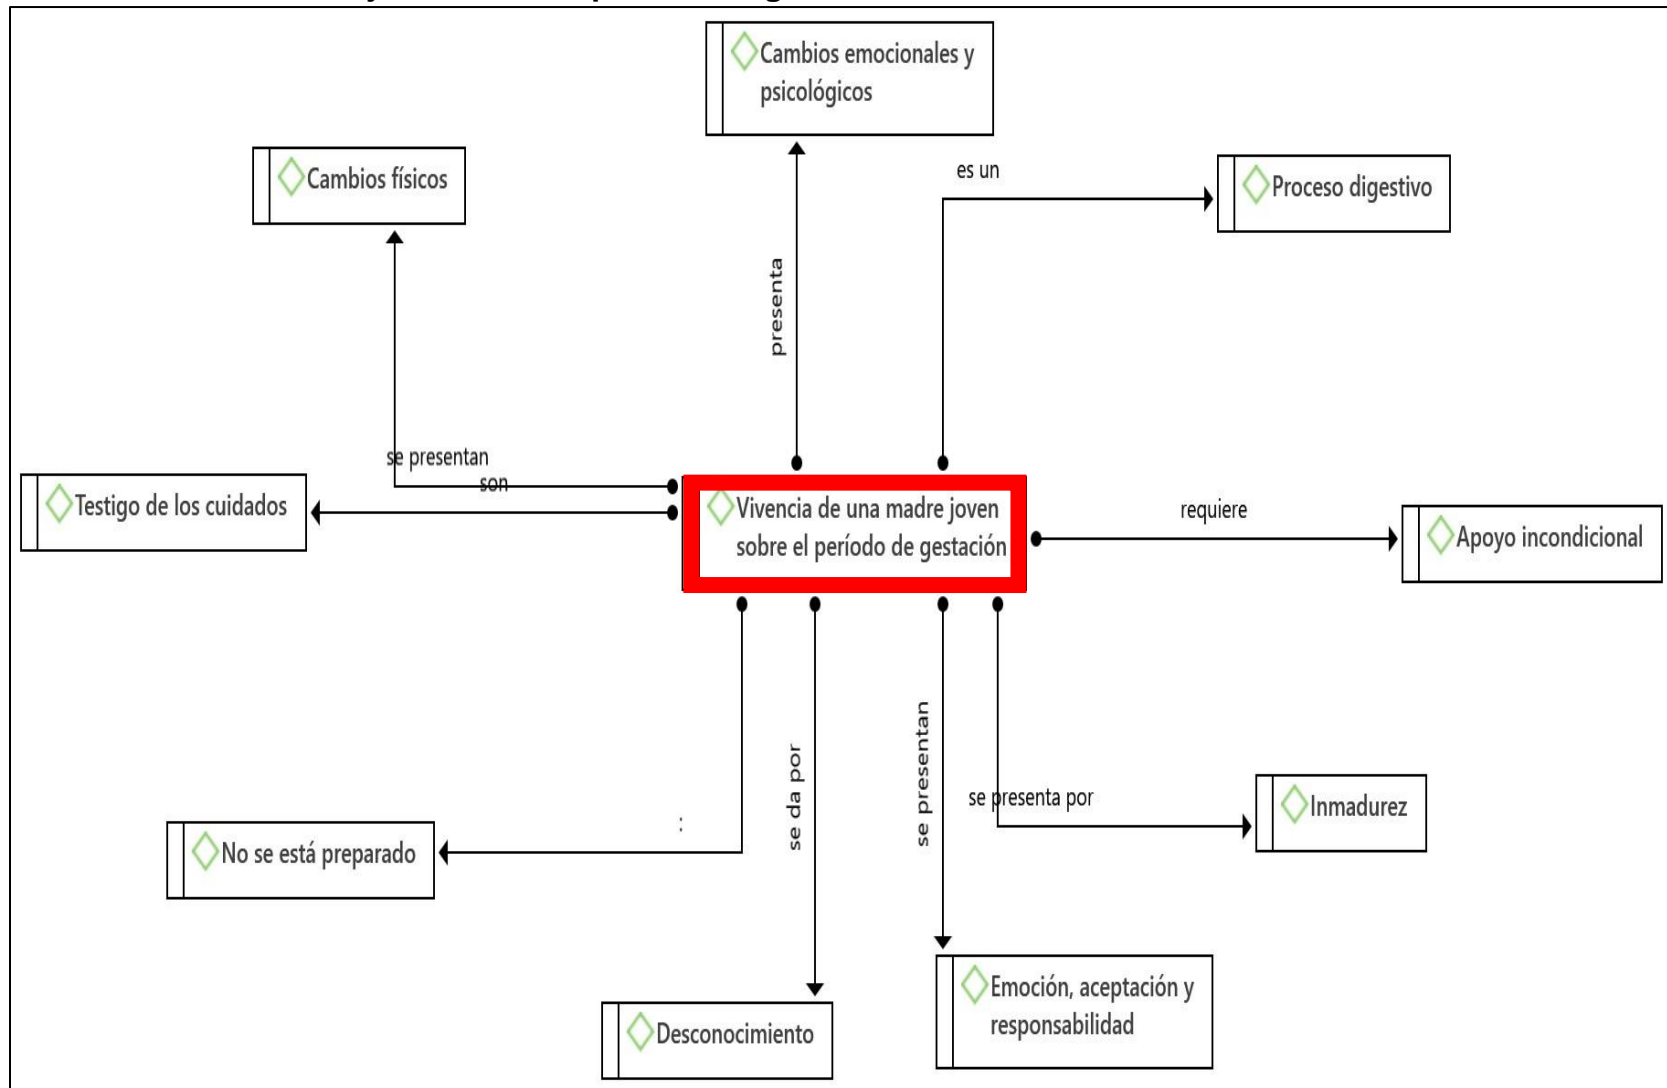 Cambios emocionales y
psicológicos
Cambios físicos
es un
Proceso digestivo
presenta
se presentan
son
Testigo de los cuidados
Vivencia de una madre joven
sobre el período de gestación
requiere
Apoyo incondicional
se da por
se presentan
se presenta por
Inmadurez
:
No se está preparado
Emoción, aceptación y
responsabilidad
Desconocimiento